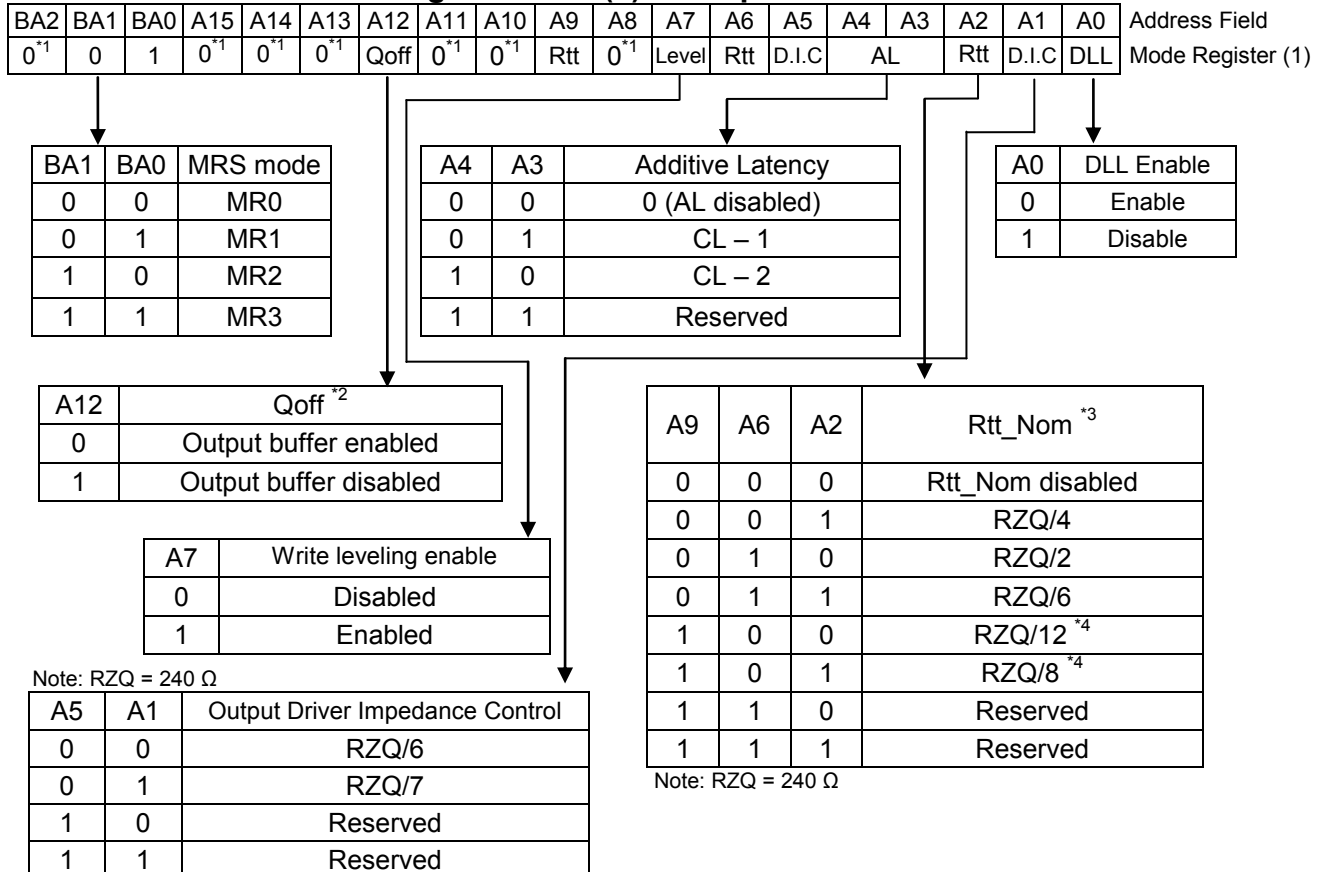 BA2 BA1 BA0 A15 A14 A13 A12 A11 A10 A9 A8 A7 A6 A5 A4 A3 A2 A1 A0 Address Field
0*1 0 1 0*1 0*1 0*1 Qoff 0*1 0*1 Rtt 0*1 Level Rtt D.I.C AL Rtt D.I.C DLL Mode Register (1)
BA1 BA0 MRS mode
0 0 MR0
0 1 MR1
1 0 MR2
1 1 MR3
A4 A3 Additive Latency
0 0 0 (AL disabled)
0 1 CL – 1
1 0 CL – 2
1 1 Reserved
A0 DLL Enable
0 Enable
1 Disable
A12 Qoff *2
0 Output buffer enabled
1 Output buffer disabled
A7 Write leveling enable
0 Disabled
1 Enabled
Note: RZQ = 240 Ω
A5 A1 Output Driver Impedance Control
0 0 RZQ/6
0 1 RZQ/7
1 0 Reserved
1 1 Reserved
A9 A6 A2 Rtt_Nom *3
0 0 0 Rtt_Nom disabled
0 0 1 RZQ/4
0 1 0 RZQ/2
0 1 1 RZQ/6
1 0 0 RZQ/12 *4
1 0 1 RZQ/8 *4
1 1 0 Reserved
1 1 1 Reserved
Note: RZQ = 240 Ω